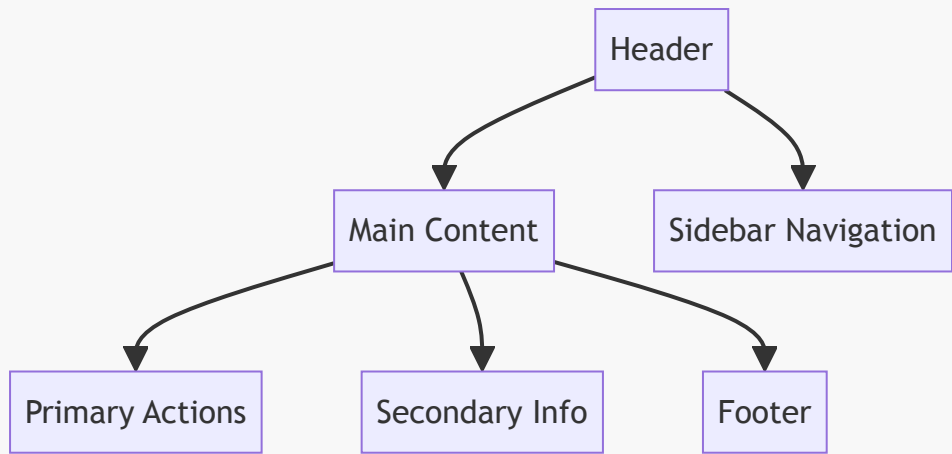 Header
Main Content
Sidebar Navigation
Primary Actions
Secondary Info
Footer